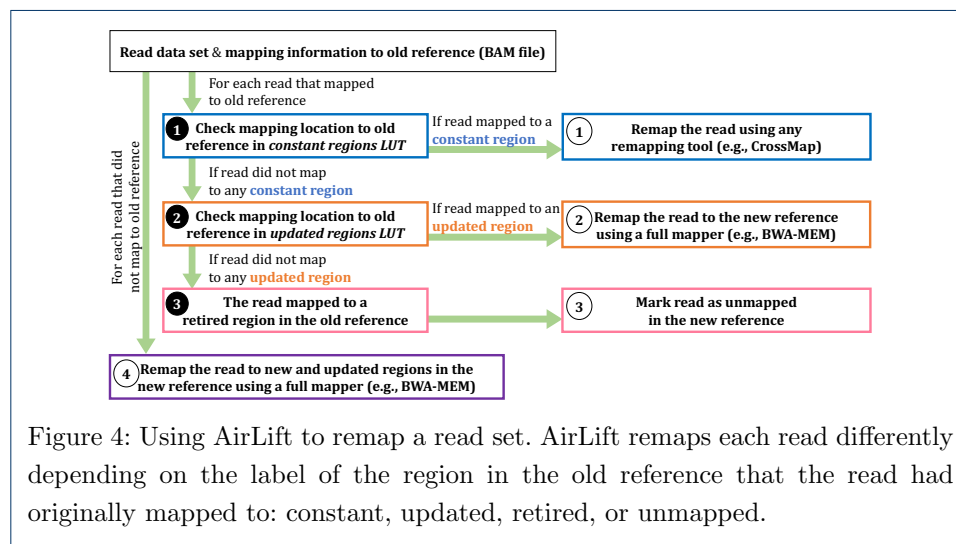 Read data set & mapping information to old reference (BAM file)
For each read that mapped
to old reference
For each read that did
not map to old reference
1
Check mapping location to old
reference in constant regions LUT
If read mapped to a
constant region
1
Remap the read using any
remapping tool (e.g., CrossMap)
If read did not map
to any constant region
2
Check mapping location to old
reference in updated regions LUT
If read mapped to an
updated region
2
Remap the read to the new reference
using a full mapper (e.g., BWA-MEM)
If read did not map
to any updated region
3
The read mapped to a
retired region in the old reference
3
Mark read as unmapped
in the new reference
4
Remap the read to new and updated regions in the
new reference using a full mapper (e.g., BWA-MEM)
Figure 4: Using AirLift to remap a read set. AirLift remaps each read differently
depending on the label of the region in the old reference that the read had
originally mapped to: constant, updated, retired, or unmapped.